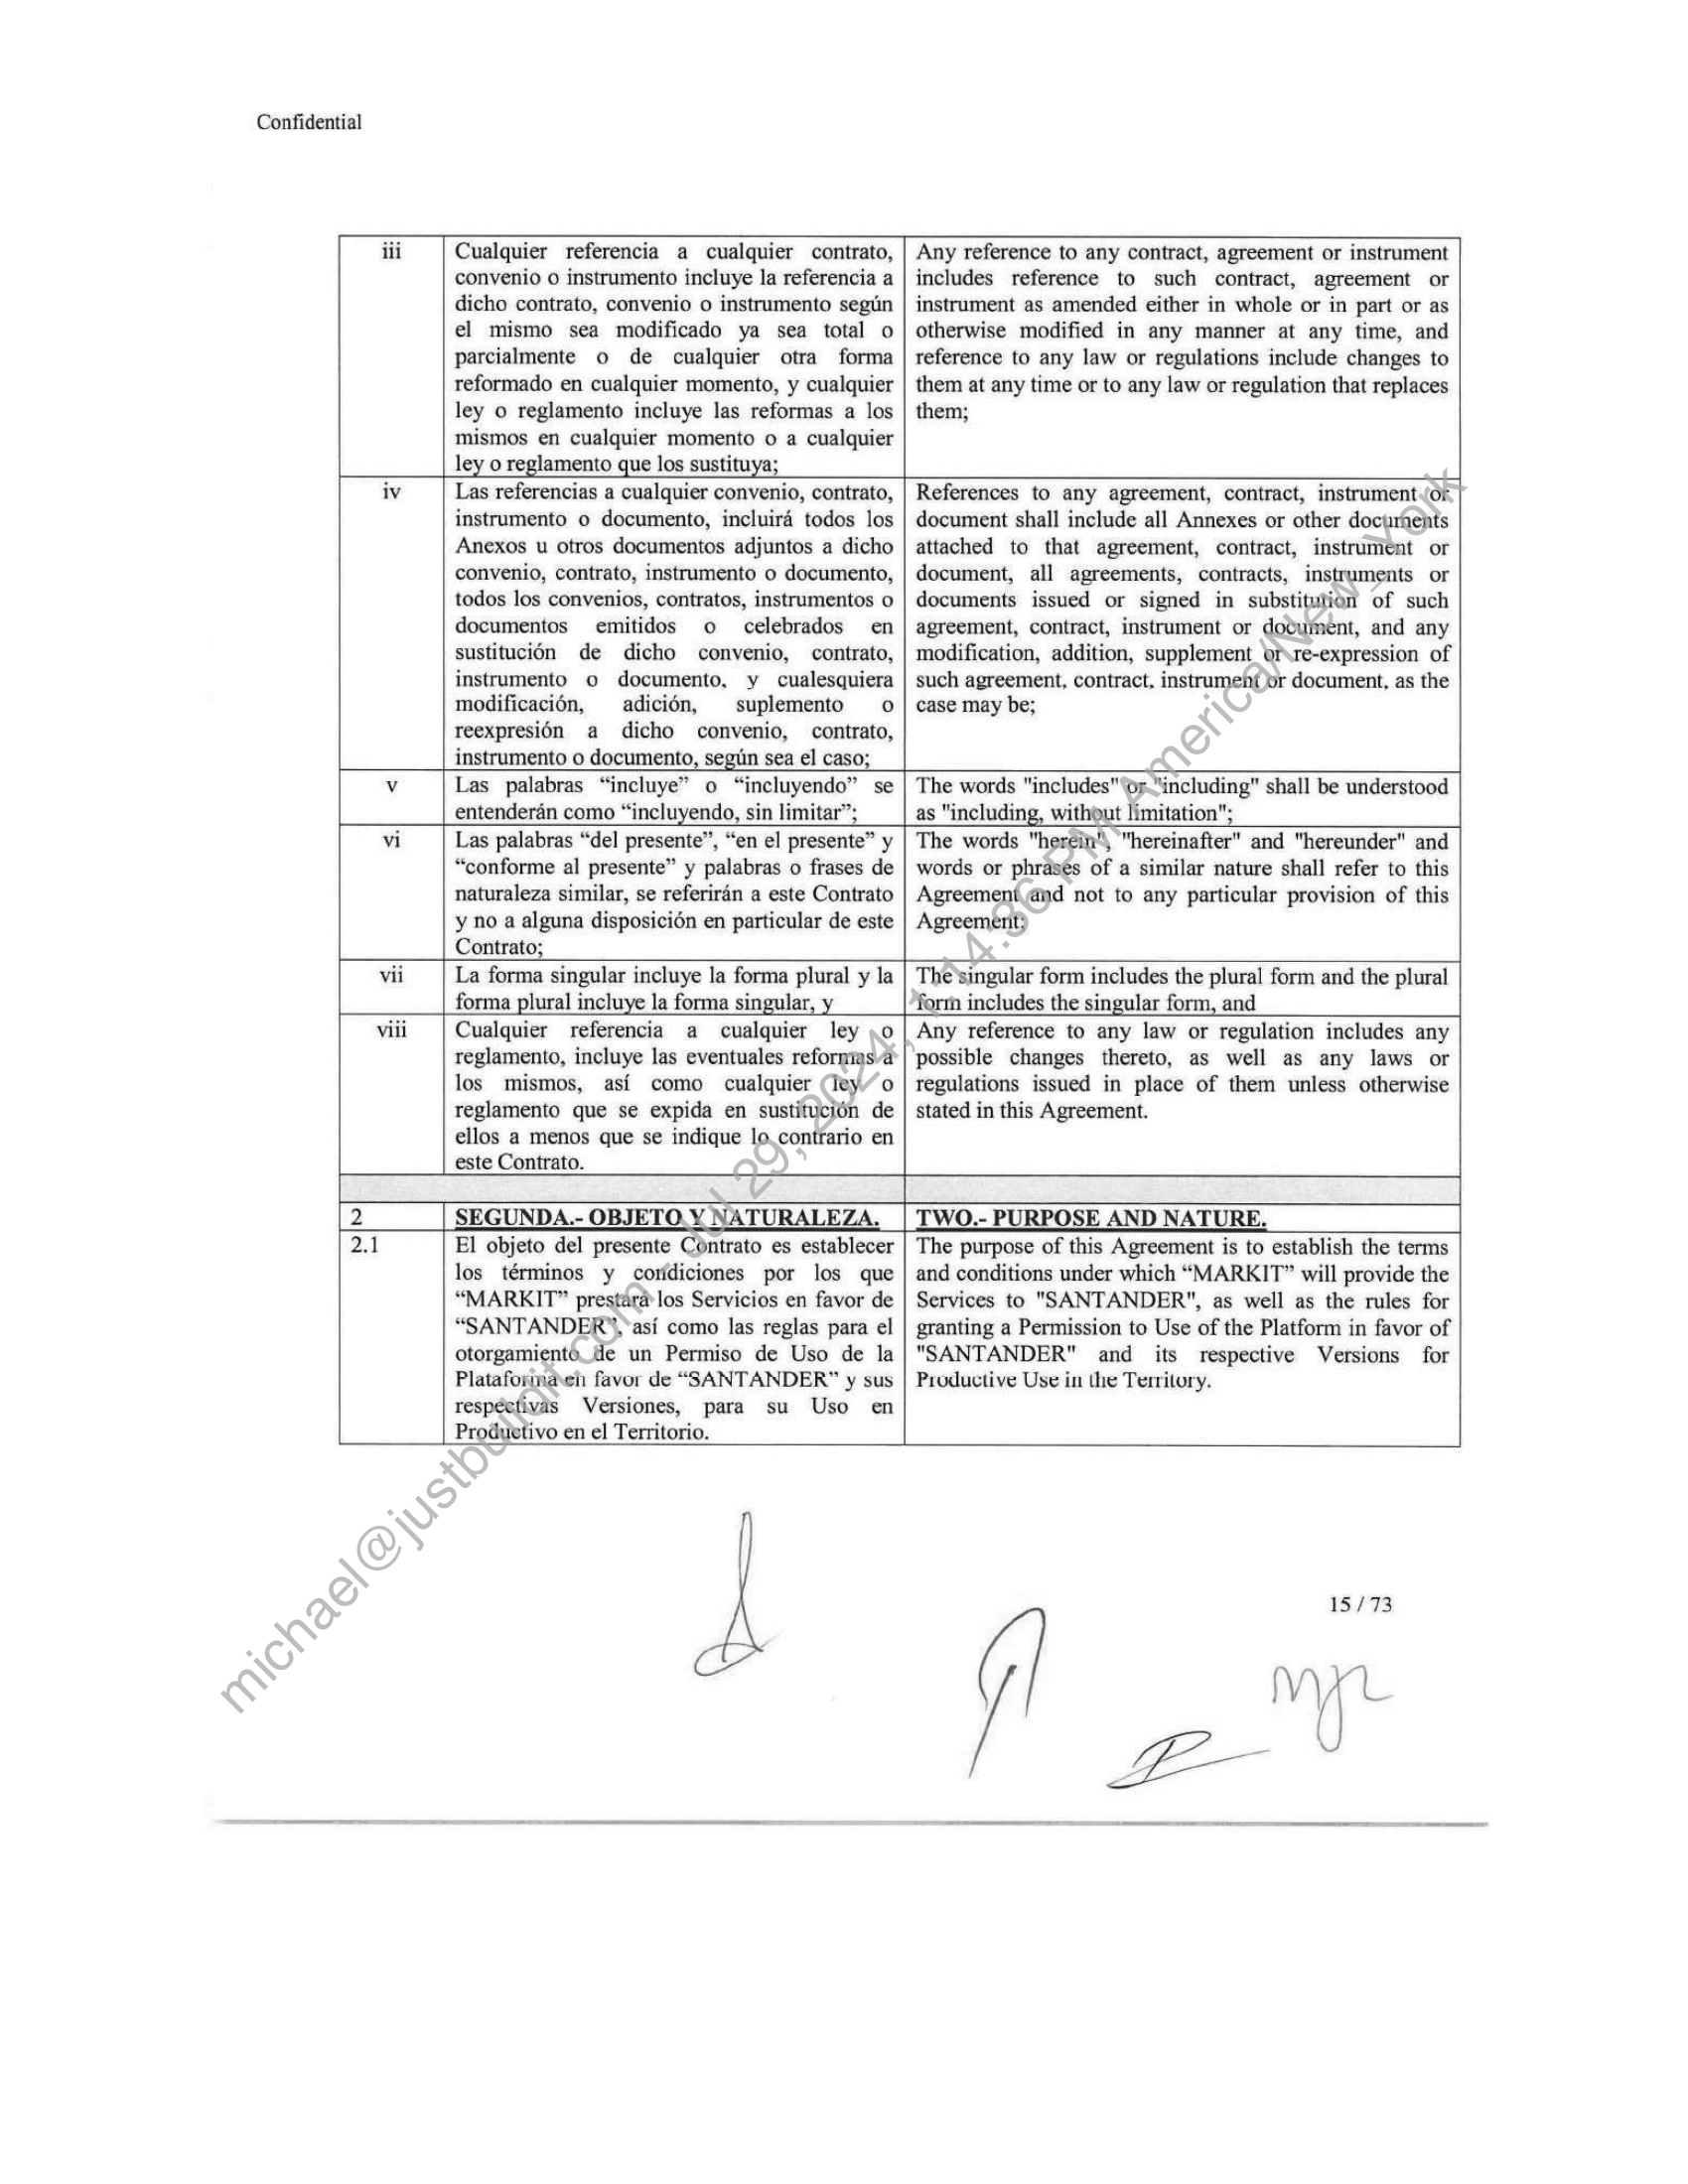 Confidential
iii
Cualquier referencia a cualquier contrato,
convenio o instrumento incluye la referencia a
dicho contrato, convenio o instrumento según
el mismo sea modificado ya sea total o
parcialmente o de cualquier otra forma
reformado en cualquier momento, y cualquier
ley o reglamento incluye las reformas a los
mismos en cualquier momento o a cualquier
ley o reglamento que los sustituya;
Any reference to any contract, agreement or instrument
includes reference to such contract, agreement or
instrument as amended either in whole or in part or as
otherwise modified in any manner at any time, and
reference to any law or regulations include changes to
them at any time or to any law or regulation that replaces
them;
iv
Las referencias a cualquier convenio, contrato,
instrumento o documento, incluirá todos los
Anexos u otros documentos adjuntos a dicho
convenio, contrato, instrumento o documento,
todos los convenios, contratos, instrumentos o
documentos emitidos o celebrados en
sustitución de dicho convenio, contrato,
instrumento o documento, y cualesquiera
modificación, adición, suplemento o
reexpresión a dicho convenio, contrato,
instrumento o documento, según sea el caso;
References to any agreement, contract, instrument or
document shall include all Annexes or other documents
attached to that agreement, contract, instrument or
document, all agreements, contracts, instruments or
documents issued or signed in substitution of such
agreement, contract, instrument or document, and any
modification, addition, supplement or re-expression of
such agreement, contract, instrument or document, as the
case may be;
v
Las palabras “incluye” o “incluyendo” se
entenderán como “incluyendo, sin limitar”;
The words "includes" or "including" shall be understood
as "including, without limitation";
vi
Las palabras “del presente”, “en el presente” y
“conforme al presente” y palabras o frases de
naturaleza similar, se referirán a este Contrato
y no a alguna disposición en particular de este
Contrato;
The words "herein", "hereinafter" and "hereunder" and
words or phrases of a similar nature shall refer to this
Agreement and not to any particular provision of this
Agreement;
vii
La forma singular incluye la forma plural y la
forma plural incluye la forma singular, y
The singular form includes the plural form and the plural
form includes the singular form, and
viii
Cualquier referencia a cualquier ley o
reglamento, incluye las eventuales reformas a
los mismos, así como cualquier ley o
reglamento que se expida en sustitución de
ellos a menos que se indique lo contrario en
este Contrato.
Any reference to any law or regulation includes any
possible changes thereto, as well as any laws or
regulations issued in place of them unless otherwise
stated in this Agreement.
2
SEGUNDA.- OBJETO Y NATURALEZA.
TWO.- PURPOSE AND NATURE.
2.1
El objeto del presente Contrato es establecer
los términos y condiciones por los que
“MARKIT” prestará los Servicios en favor de
“SANTANDER”, así como las reglas para el
otorgamiento de un Permiso de Uso de la
Plataforma en favor de “SANTANDER” y sus
respectivas Versiones, para su Uso en
Productivo en el Territorio.
The purpose of this Agreement is to establish the terms
and conditions under which “MARKIT” will provide the
Services to "SANTANDER", as well as the rules for
granting a Permission to Use of the Platform in favor of
"SANTANDER" and its respective Versions for
Productive Use in the Territory.
15 / 73
michael@justbuildit.com - Jul 29, 2024, 1:14:36 PM America/New_York